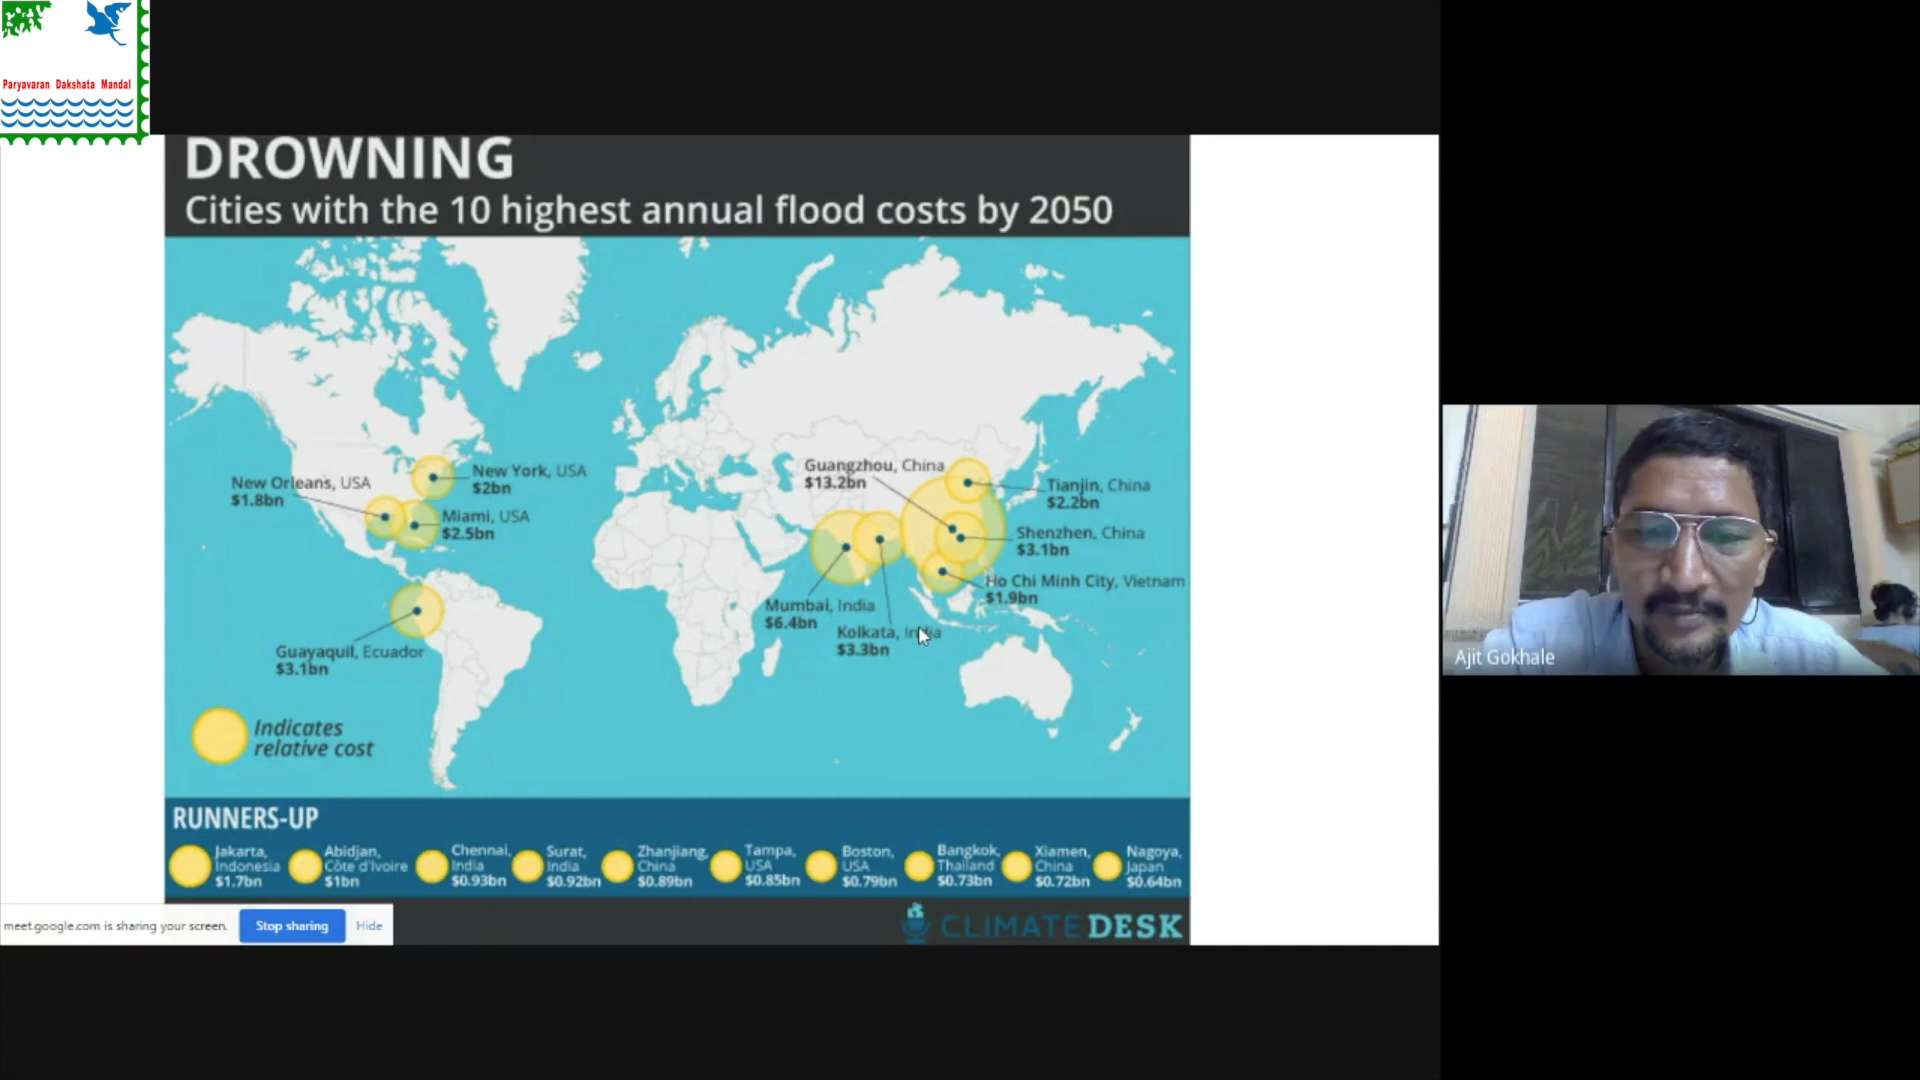 Paryavaran Dakshata Mandal
DROWNING
Cities with the 10 highest annual flood costs by 2050
New Orleans, USA
$1.8bn
New York, USA
$2bn
Miami, USA
$2.5bn
Guayaquil, Ecuador
$3.1bn
Guangzhou, China
$13.2bn
Tianjin, China
$2.2bn
Shenzhen, China
$3.1bn
Ho Chi Minh City, Vietnam
$1.9bn
Mumbai, India
$6.4bn
Kolkata, India
$3.3bn
Indicates
relative cost
RUNNERS-UP
Jakarta,
Indonesia
$1.7bn
Abidjan,
Côte d'Ivoire
$1bn
Chennai,
India
$0.93bn
Surat,
India
$0.92bn
Zhanjiang,
China
$0.89bn
Tampa,
USA
$0.85bn
Boston,
USA
$0.79bn
Bangkok,
Thailand
$0.73bn
Xiamen,
China
$0.72bn
Nagoya,
Japan
$0.64bn
CLIMATE DESK
meet.google.com is sharing your screen.
Stop sharing
Hide
Ajit Gokhale